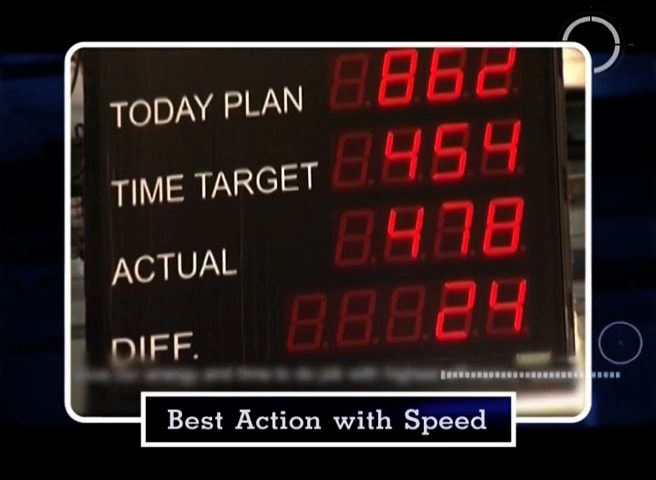 TODAY PLAN 862
TIME TARGET 454
ACTUAL 478
DIFF. 24
Best Action with Speed